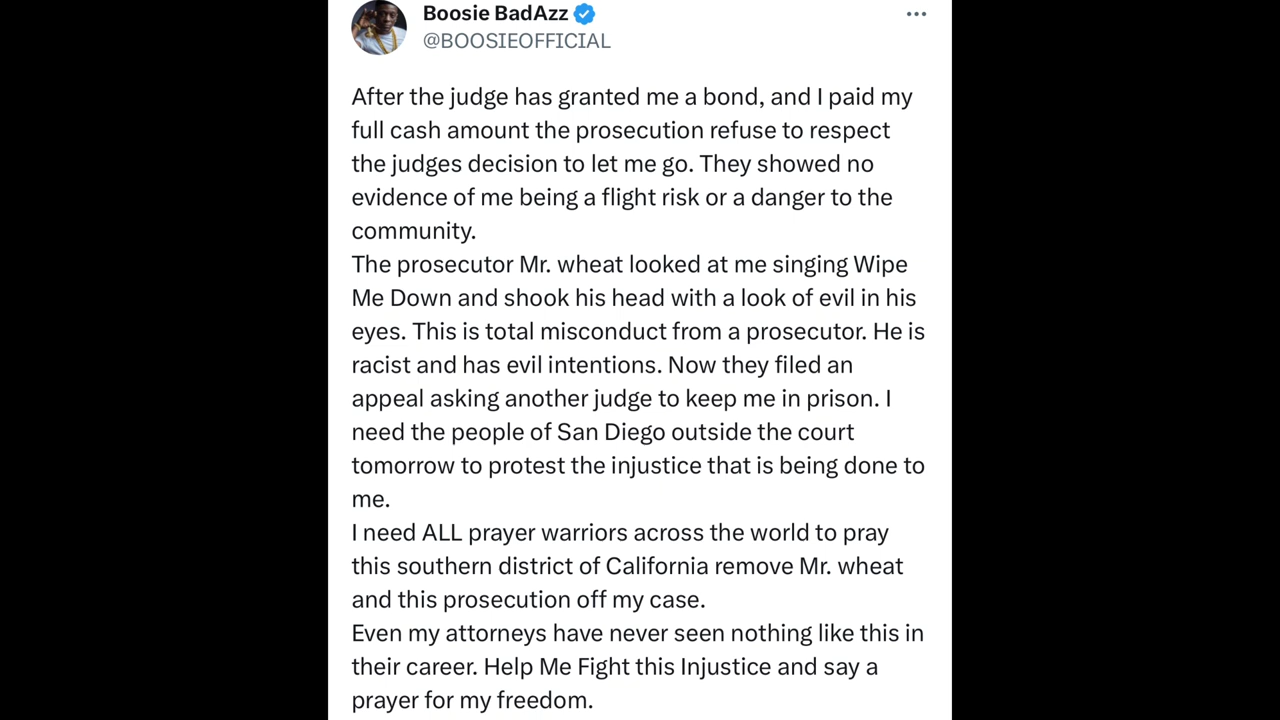 Boosie BadAzz
@BOOSIEOFFICIAL
After the judge has granted me a bond, and I paid my
full cash amount the prosecution refuse to respect
the judges decision to let me go. They showed no
evidence of me being a flight risk or a danger to the
community.
The prosecutor Mr. wheat looked at me singing Wipe
Me Down and shook his head with a look of evil in his
eyes. This is total misconduct from a prosecutor. He is
racist and has evil intentions. Now they filed an
appeal asking another judge to keep me in prison. I
need the people of San Diego outside the court
tomorrow to protest the injustice that is being done to
me.
I need ALL prayer warriors across the world to pray
this southern district of California remove Mr. wheat
and this prosecution off my case.
Even my attorneys have never seen nothing like this in
their career. Help Me Fight this Injustice and say a
prayer for my freedom.